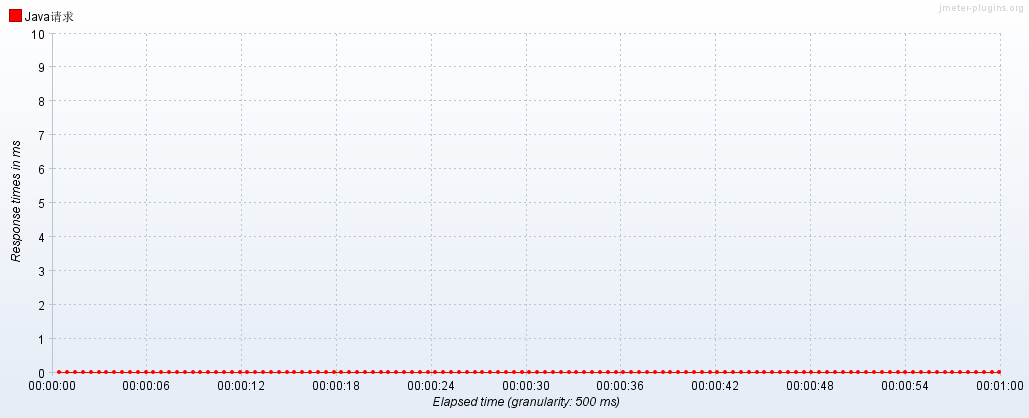 jmeter-plugins.org
Java请求
10
9
8
7
6
5
4
3
2
1
0
Response times in ms
00:00:00 00:00:06 00:00:12 00:00:18 00:00:24 00:00:30 00:00:36 00:00:42 00:00:48 00:00:54 00:01:00
Elapsed time (granularity: 500 ms)